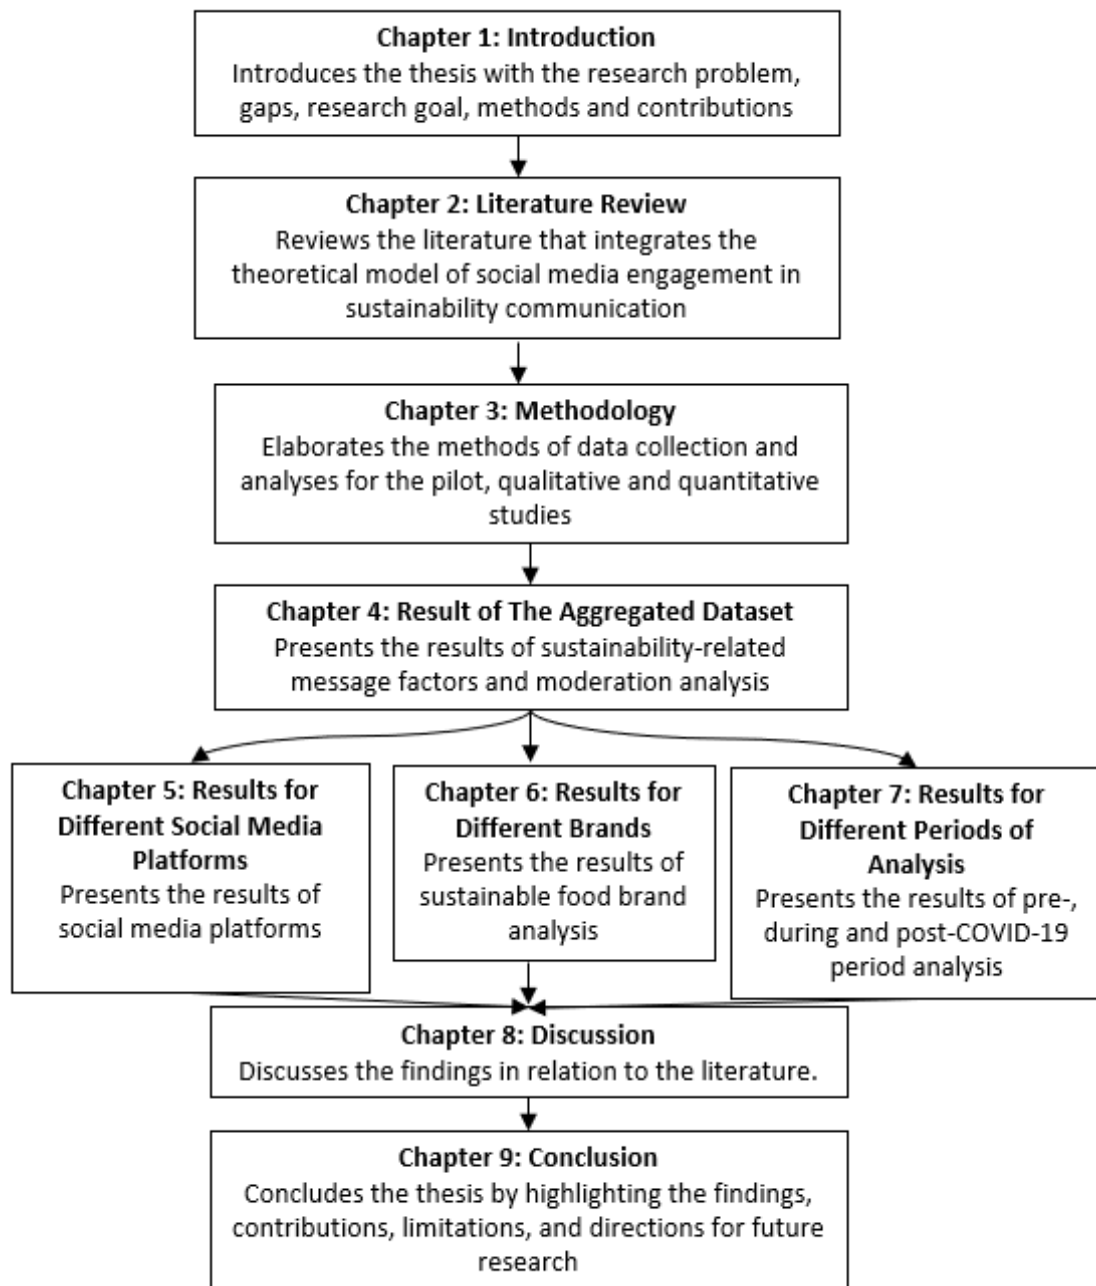 Chapter 1: Introduction
Introduces the thesis with the research problem,
gaps, research goal, methods and contributions
Chapter 2: Literature Review
Reviews the literature that integrates the
theoretical model of social media engagement in
sustainability communication
Chapter 3: Methodology
Elaborates the methods of data collection and
analyses for the pilot, qualitative and quantitative
studies
Chapter 4: Result of The Aggregated Dataset
Presents the results of sustainability-related
message factors and moderation analysis
Chapter 5: Results for
Different Social Media
Platforms
Presents the results of
social media platforms
Chapter 6: Results for
Different Brands
Presents the results of
sustainable food brand
analysis
Chapter 7: Results for
Different Periods of
Analysis
Presents the results of pre-,
during and post-COVID-19
period analysis
Chapter 8: Discussion
Discusses the findings in relation to the literature.
Chapter 9: Conclusion
Concludes the thesis by highlighting the findings,
contributions, limitations, and directions for future
research